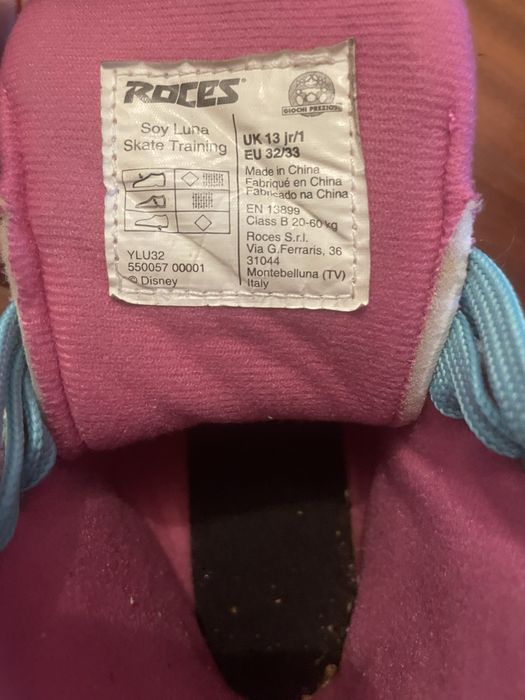 ROCES
GIOCHI PREZIOSI
Soy Luna
Skate Training
YLU32
550057 00001
© Disney
UK 13 jr/1
EU 32/33
Made in China
Fabriqué en China
Fabricado na China
EN 13899
Class B 20-60 kg
Roces S.r.l.
Via G.Ferraris, 36
31044
Montebelluna (TV)
Italy